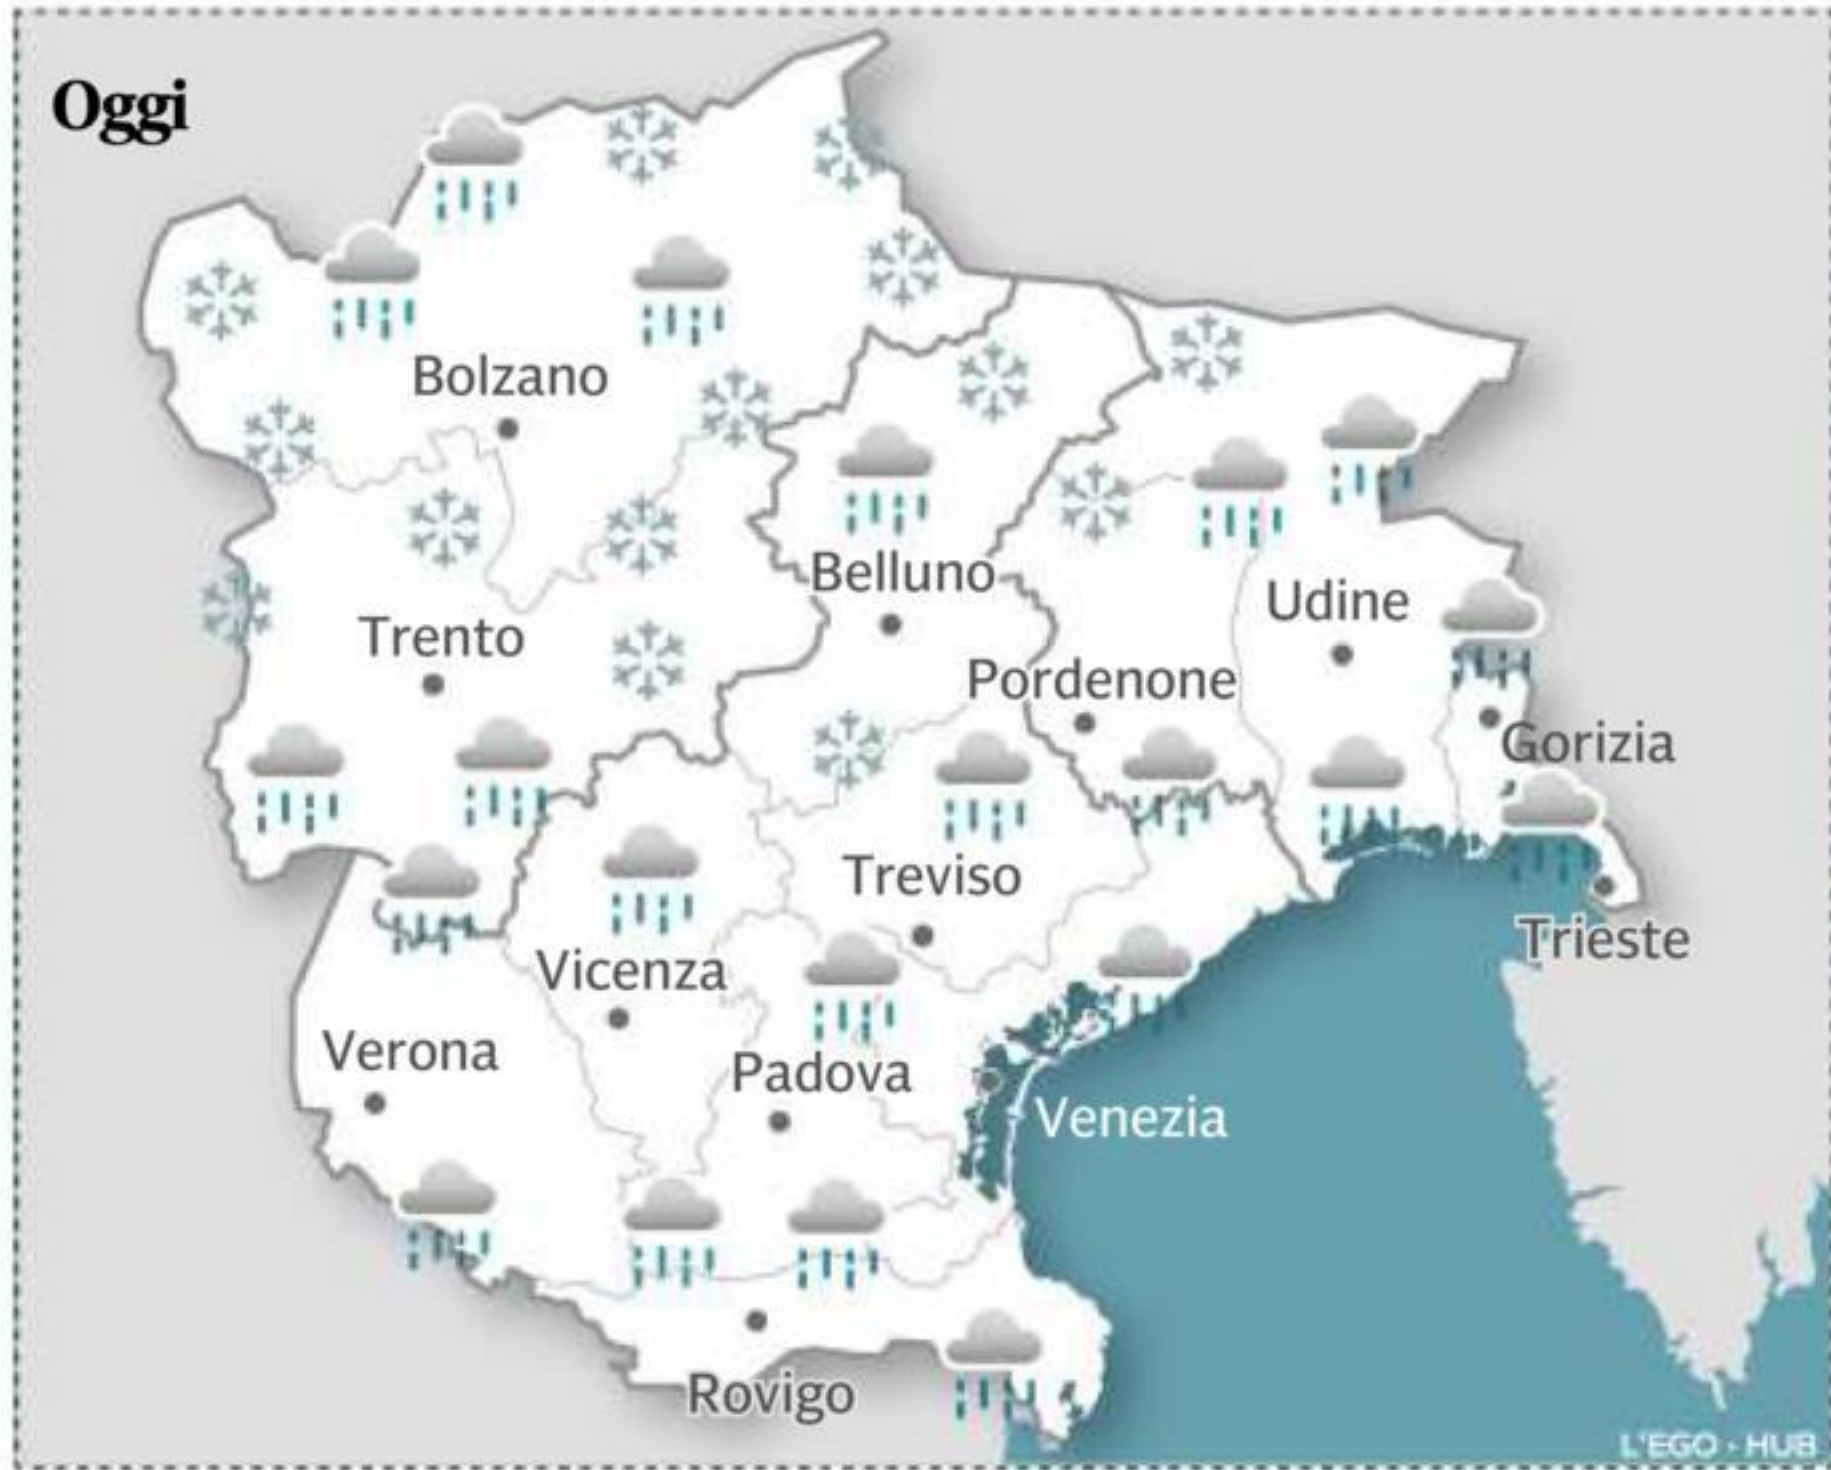 Oggi
Bolzano
Belluno
Udine
Trento
Pordenone
Gorizia
Treviso
Trieste
Vicenza
Verona
Padova
Venezia
Rovigo
L'EGO - HUB